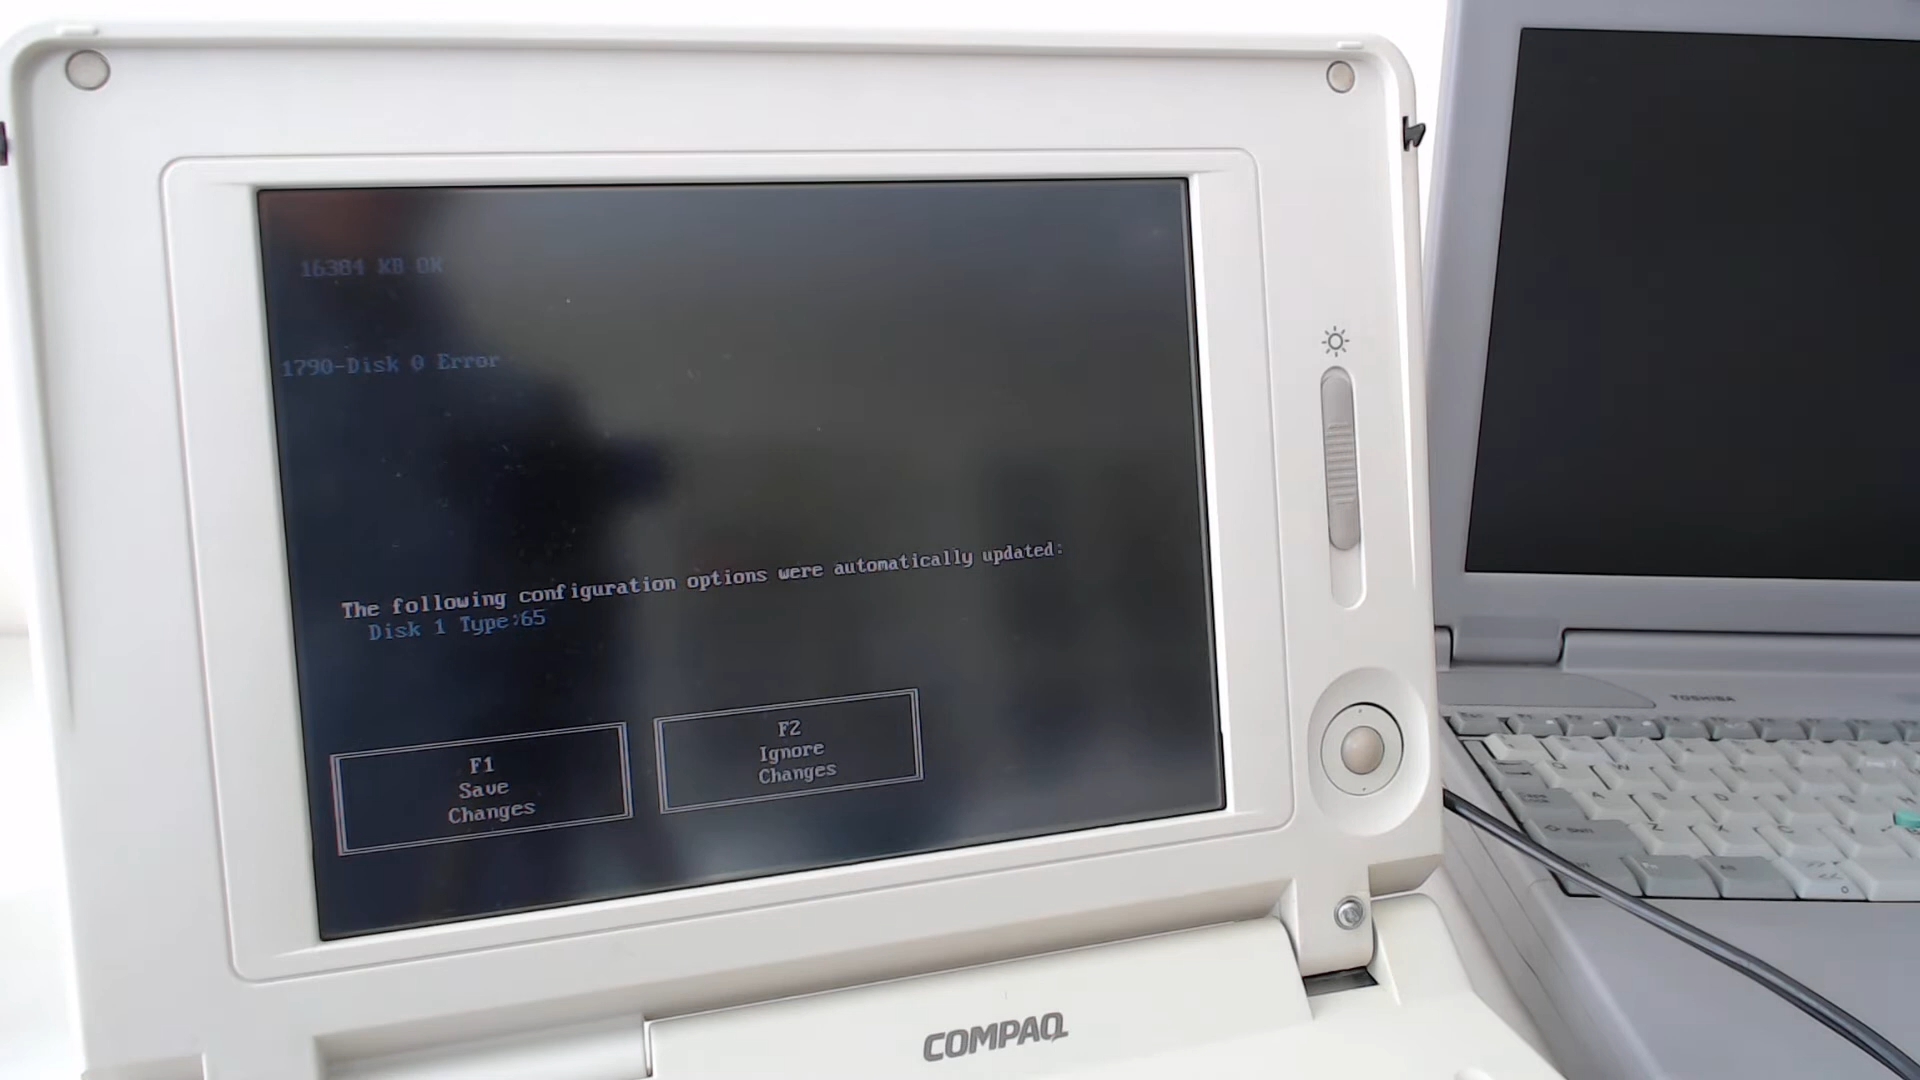 16384 KB OK
1790-Disk 0 Error
The following configuration options were automatically updated:
Disk 1 Type:65
F1
Save
Changes
F2
Ignore
Changes
COMPAQ
TOSHIBA